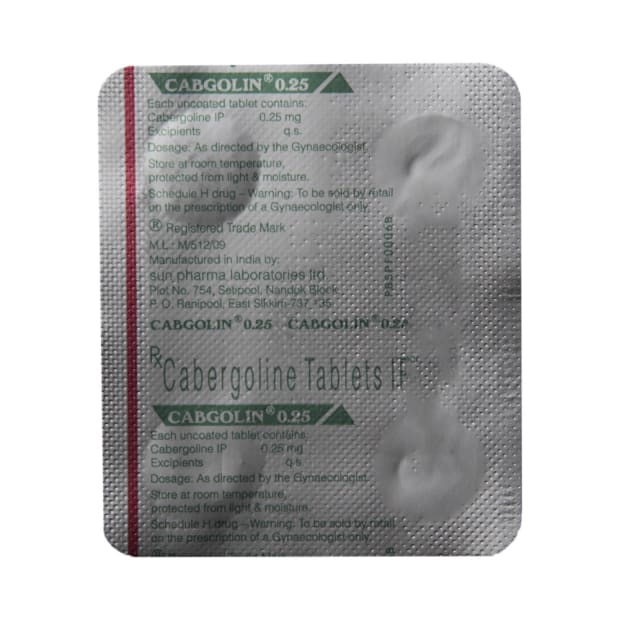 CABGOLIN® 0.25
Each uncoated tablet contains:
Cabergoline IP 0.25 mg
Excipients q.s.
Dosage: As directed by the Gynaecologist.
Store at room temperature,
protected from light & moisture.
Schedule H drug – Warning: To be sold by retail
on the prescription of a Gynaecologist only.
® Registered Trade Mark
M.L.: M/512/09
Manufactured in India by:
sun pharma laboratories ltd.
Plot No. 754, Setipool, Nandok Block,
P. O. Ranipool, East Sikkim-737 135.
PBSPF0006B
CABGOLIN® 0.25 CABGOLIN® 0.25
Rx
Cabergoline Tablets IP
CABGOLIN® 0.25
Each uncoated tablet contains:
Cabergoline IP 0.25 mg
Excipients q.s.
Dosage: As directed by the Gynaecologist.
Store at room temperature,
protected from light & moisture.
Schedule H drug – Warning: To be sold by retail
on the prescription of a Gynaecologist only.